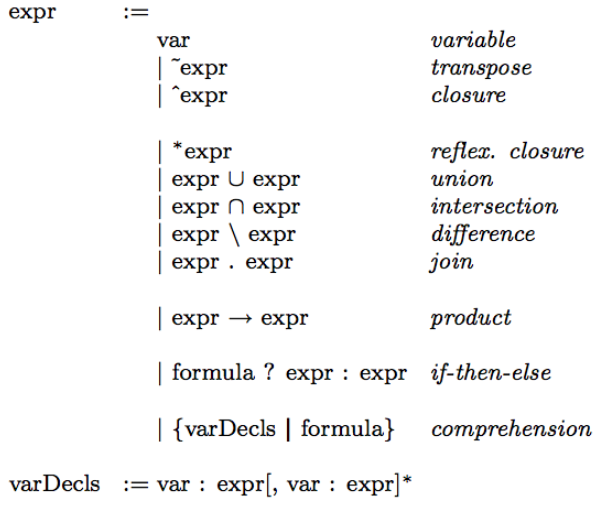 expr :=
var variable
| ˜expr transpose
| ˆexpr closure
| *expr reflex. closure
| expr ∪ expr union
| expr ∩ expr intersection
| expr \ expr difference
| expr . expr join
| expr → expr product
| formula ? expr : expr if-then-else
| {varDecls | formula} comprehension
varDecls := var : expr[, var : expr]*